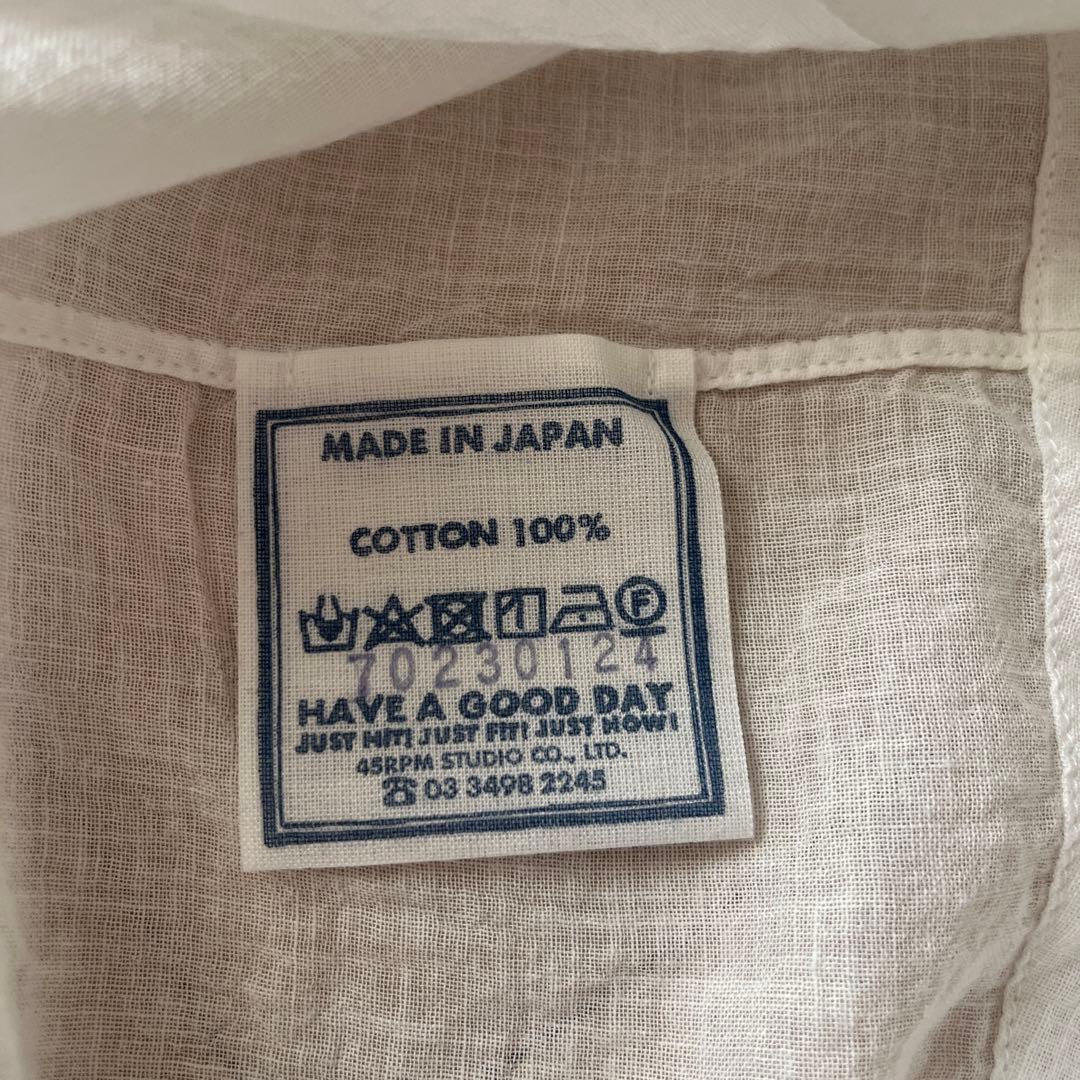 MADE IN JAPAN
COTTON 100%
F
70230124
HAVE A GOOD DAY
JUST HIT! JUST FIT! JUST NOW!
45RPM STUDIO CO., LTD.
☎ 03 3498 2245